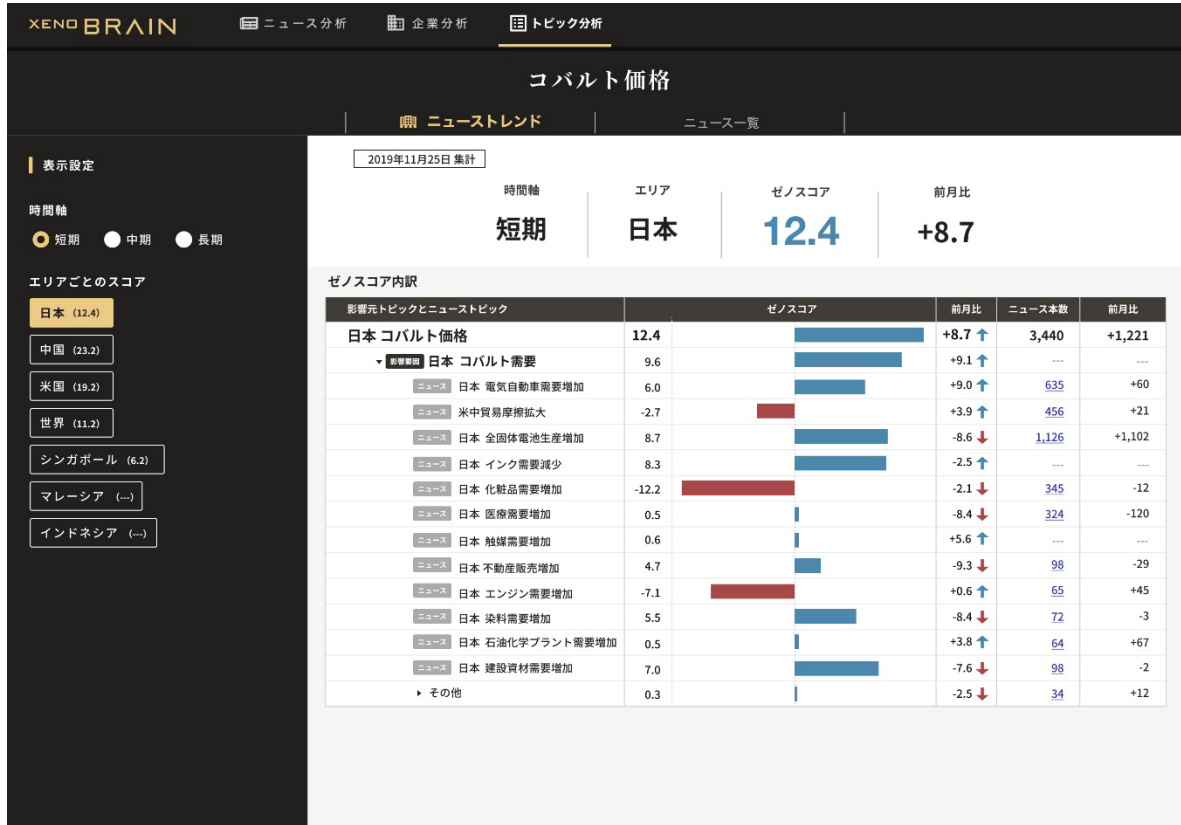 XENO BRAIN ニュース分析 企業分析 トピック分析
コバルト価格
ニューストレンド ニュース一覧
表示設定
時間軸
短期 中期 長期
エリアごとのスコア
日本 (12.4)
中国 (23.2)
米国 (19.2)
世界 (11.2)
シンガポール (6.2)
マレーシア (---)
インドネシア (---)
2019年11月25日 集計
時間軸 エリア ゼノスコア 前月比
短期 日本 12.4 +8.7
ゼノスコア内訳
影響元トピックとニューストピック ゼノスコア 前月比 ニュース本数 前月比
日本 コバルト価格 12.4 +8.7 3,440 +1,221
影響要因 日本 コバルト需要 9.6 +9.1 --- ---
ニュース 日本 電気自動車需要増加 6.0 +9.0 635 +60
ニュース 米中貿易摩擦拡大 -2.7 +3.9 456 +21
ニュース 日本 全固体電池生産増加 8.7 -8.6 1,126 +1,102
ニュース 日本 インク需要減少 8.3 -2.5 --- ---
ニュース 日本 化粧品需要増加 -12.2 -2.1 345 -12
ニュース 日本 医療需要増加 0.5 -8.4 324 -120
ニュース 日本 触媒需要増加 0.6 +5.6 --- ---
ニュース 日本 不動産販売増加 4.7 -9.3 98 -29
ニュース 日本 エンジン需要増加 -7.1 +0.6 65 +45
ニュース 日本 染料需要増加 5.5 -8.4 72 -3
ニュース 日本 石油化学プラント需要増加 0.5 +3.8 64 +67
ニュース 日本 建設資材需要増加 7.0 -7.6 98 -2
その他 0.3 -2.5 34 +12